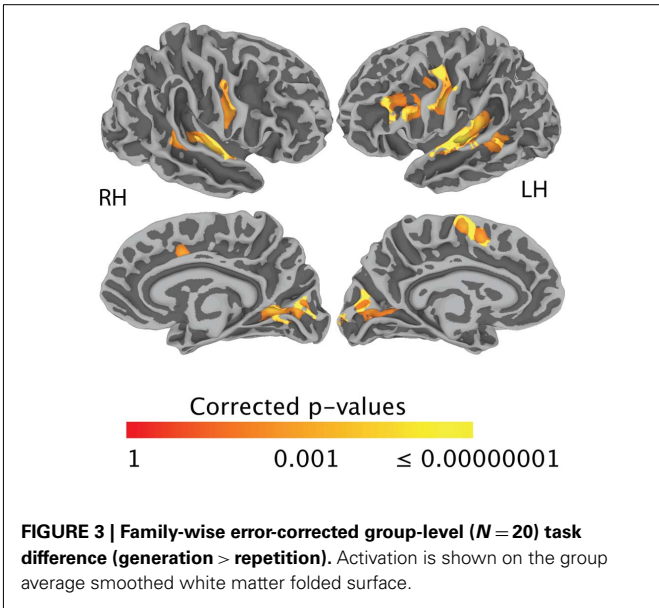 RH
LH
Corrected p-values
1
0.001
≤ 0.00000001
FIGURE 3 | Family-wise error-corrected group-level (N = 20) task
difference (generation > repetition). Activation is shown on the group
average smoothed white matter folded surface.